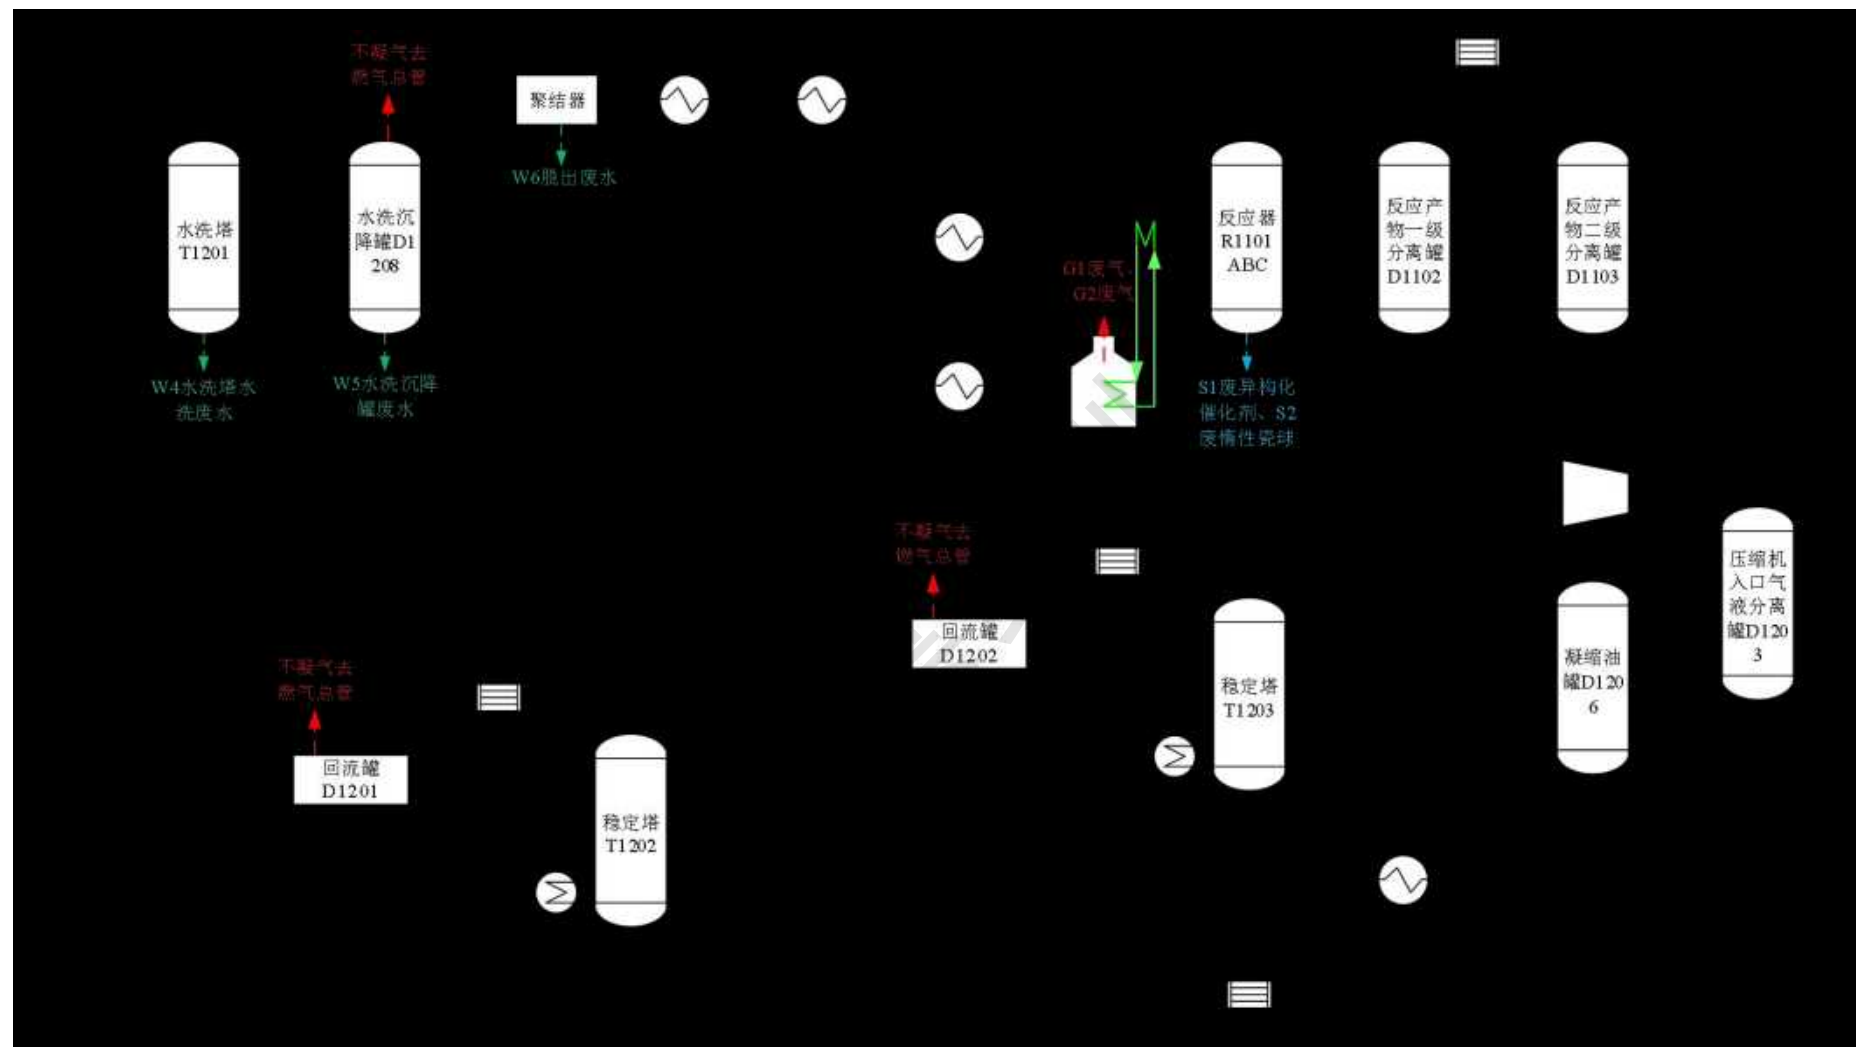 不凝气去
燃气总管
聚结器
W6脱出废水
水洗塔
T1201
水洗沉
降罐D1
208
W4水洗塔水
洗废水
W5水洗沉降
罐废水
G1废气、
G2废气
反应器
R1101
ABC
反应产
物一级
分离罐
D1102
反应产
物二级
分离罐
D1103
S1废异构化
催化剂、S2
废惰性瓷球
不凝气去
燃气总管
回流罐
D1202
稳定塔
T1203
凝缩油
罐D120
6
压缩机
入口气
液分离
罐D120
3
不凝气去
燃气总管
回流罐
D1201
稳定塔
T1202